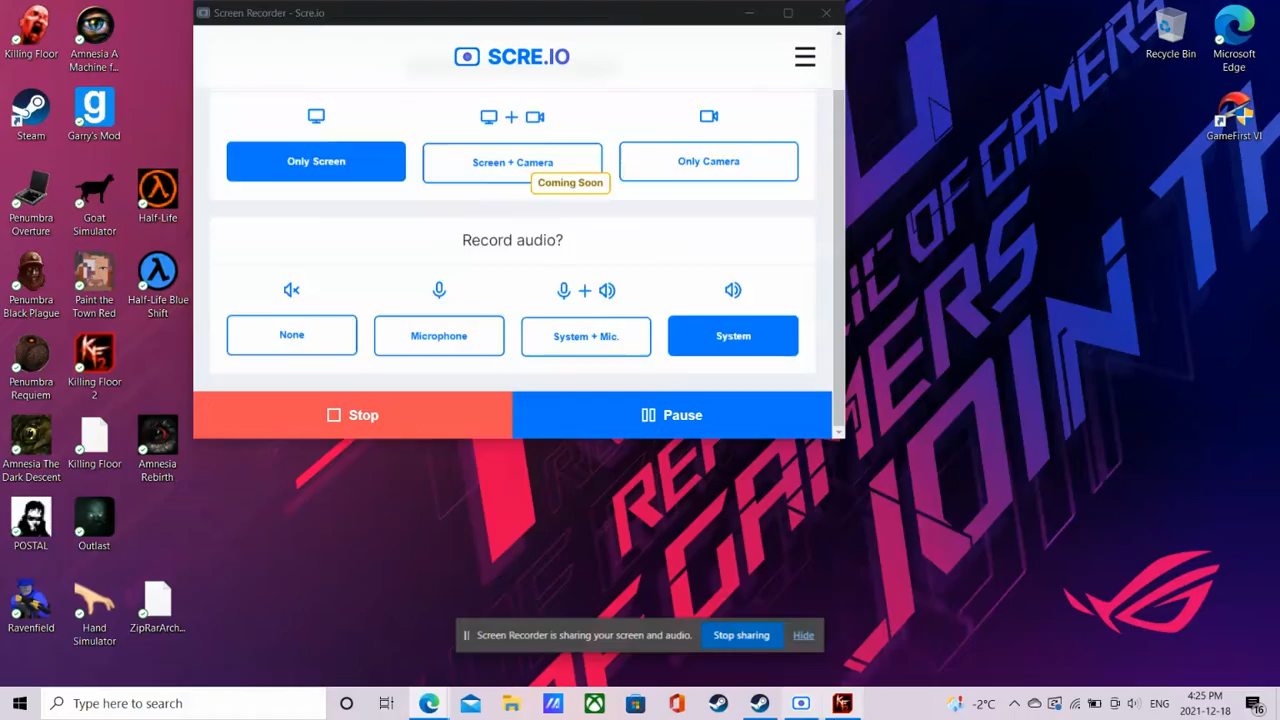 Screen Recorder - Scre.io
SCRE.IO
Only Screen
Screen + Camera
Coming Soon
Only Camera
Record audio?
None
Microphone
System + Mic.
System
Stop
Pause
Killing Floor
Amnesia A
Machine f...
Steam
Garry's Mod
Penumbra
Overture
Goat
Simulator
Half-Life
Penumbra
Black Plague
Paint the
Town Red
Half-Life Blue
Shift
Penumbra
Requiem
Killing Floor
2
Amnesia The
Dark Descent
Killing Floor
Amnesia
Rebirth
POSTAL
Outlast
Ravenfield
Hand
Simulator
ZipRarArch...
Recycle Bin
Microsoft
Edge
GameFirst VI
OF GAMERS
JOIN
GAMERS
Screen Recorder is sharing your screen and audio.
Stop sharing
Hide
Type here to search
-2°C
ENG
4:25 PM
2021-12-18
16